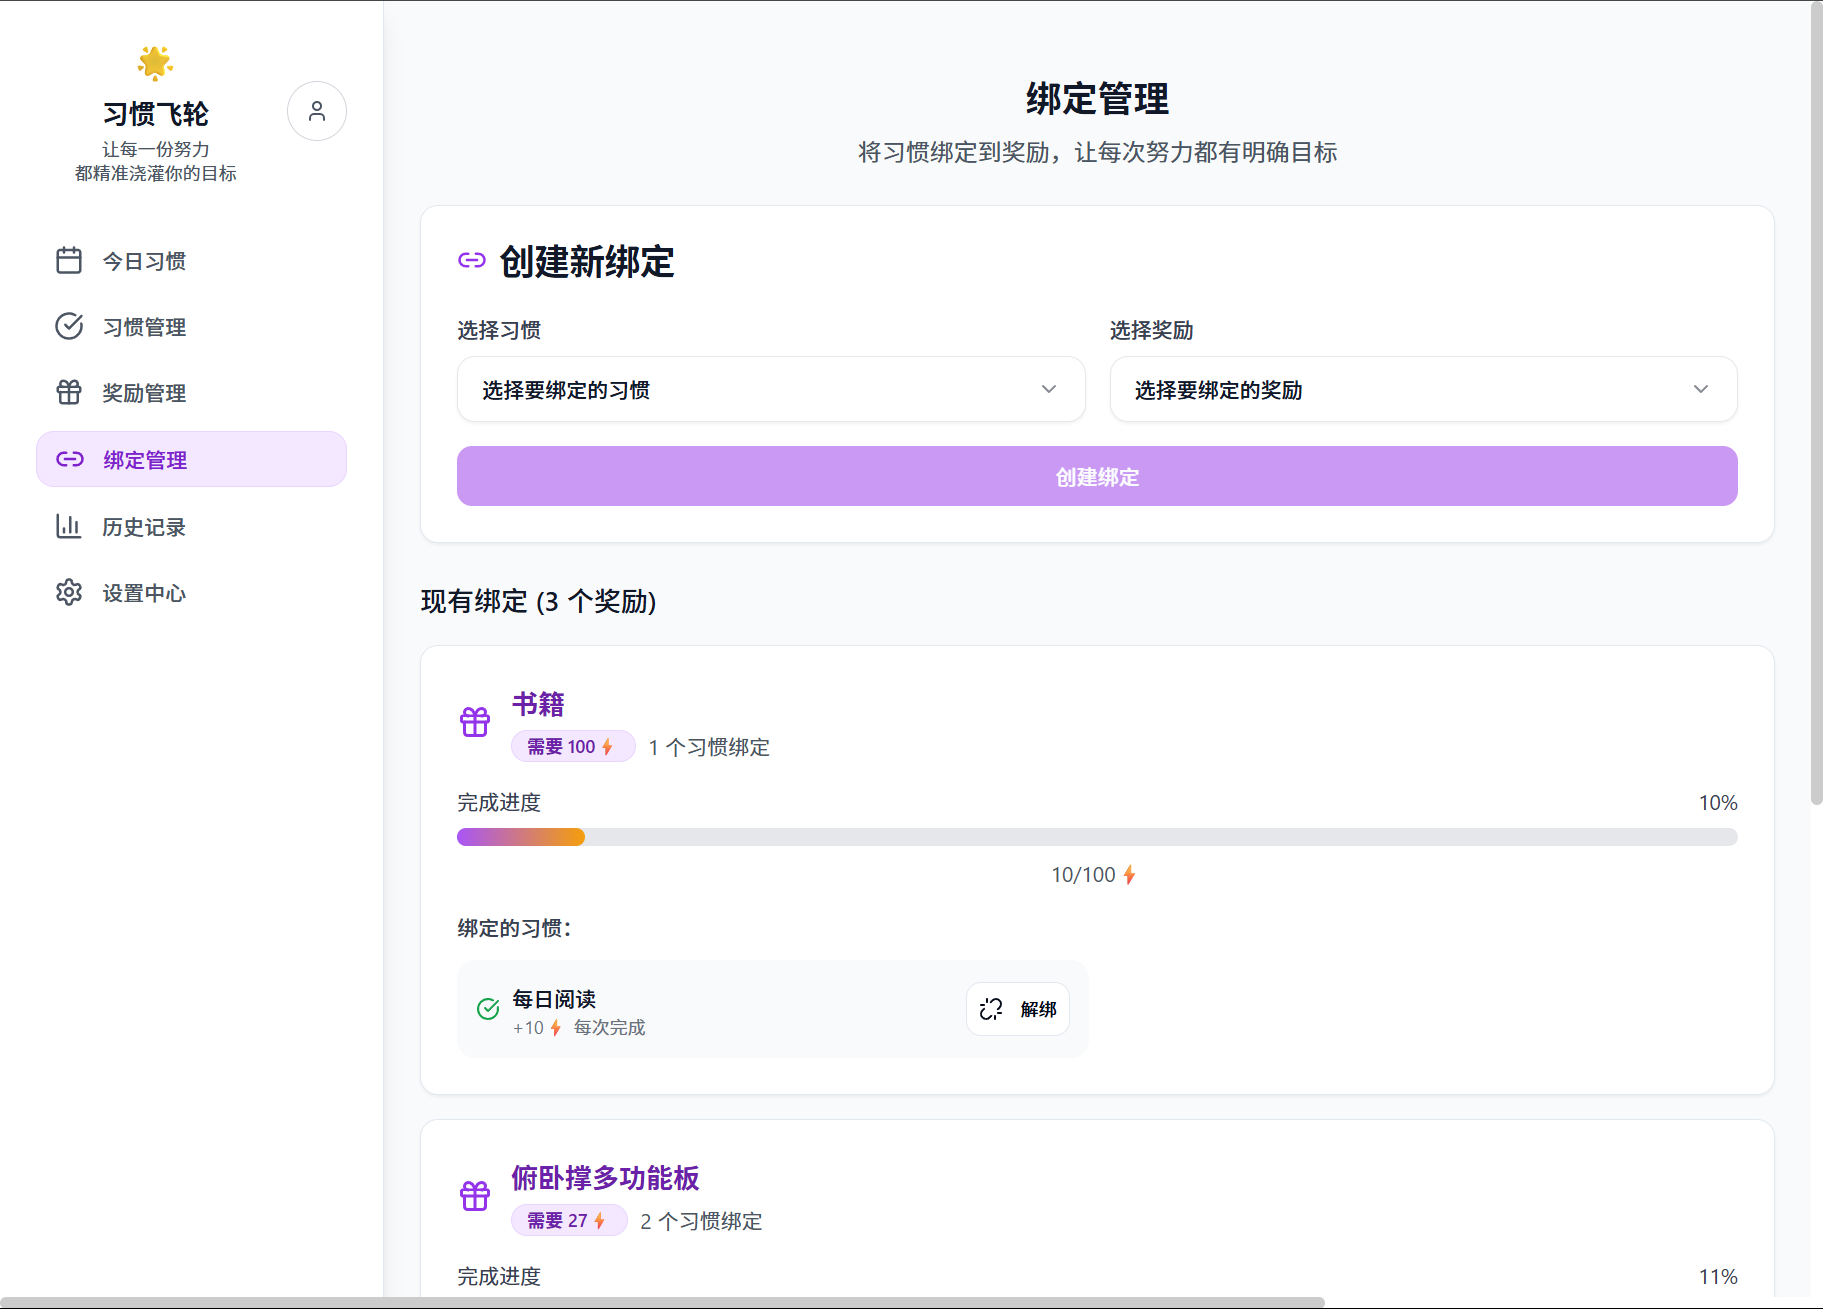 习惯飞轮
让每一份努力
都精准浇灌你的目标
今日习惯
习惯管理
奖励管理
绑定管理
历史记录
设置中心
绑定管理
将习惯绑定到奖励，让每次努力都有明确目标
创建新绑定
选择习惯
选择奖励
选择要绑定的习惯
选择要绑定的奖励
创建绑定
现有绑定 (3 个奖励)
书籍
需要 100⚡ 1 个习惯绑定
完成进度 10%
10/100 ⚡
绑定的习惯：
每日阅读
+10⚡ 每次完成
解绑
俯卧撑多功能板
需要 27⚡ 2 个习惯绑定
完成进度 11%